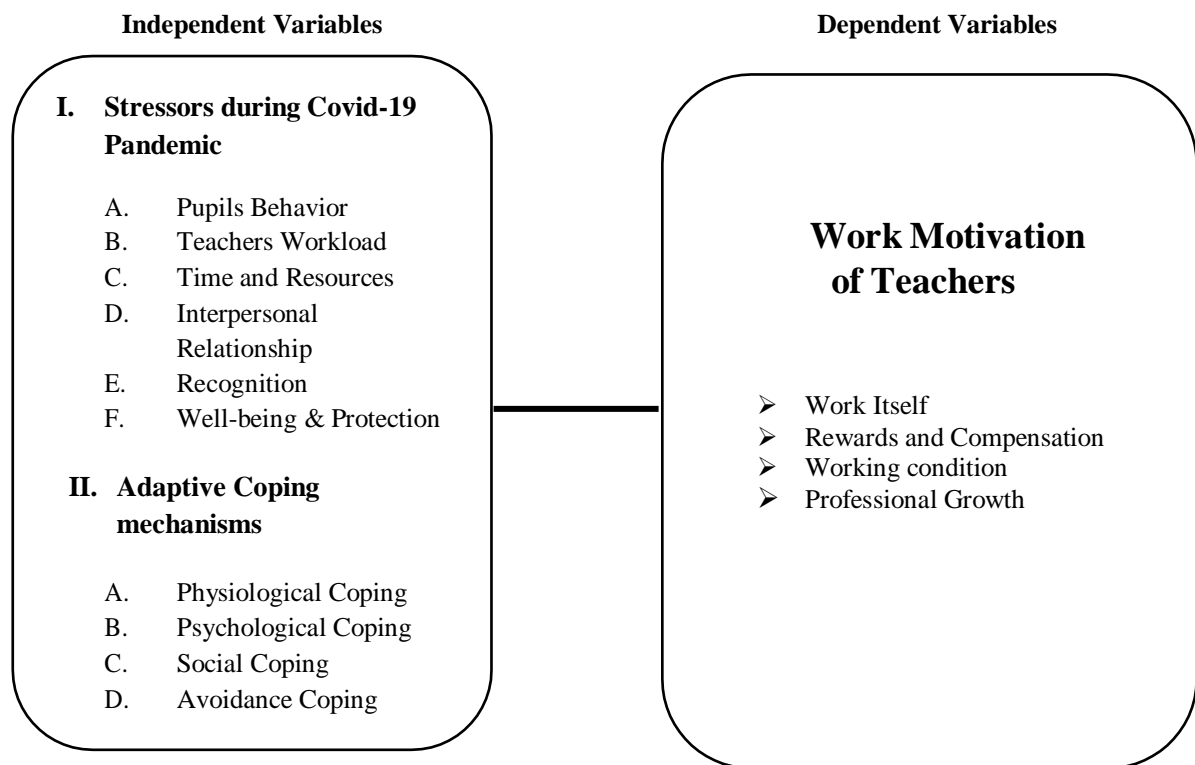 Independent Variables
I. Stressors during Covid-19
Pandemic
A. Pupils Behavior
B. Teachers Workload
C. Time and Resources
D. Interpersonal
Relationship
E. Recognition
F. Well-being & Protection
II. Adaptive Coping
mechanisms
A. Physiological Coping
B. Psychological Coping
C. Social Coping
D. Avoidance Coping
Dependent Variables
Work Motivation
of Teachers
➢ Work Itself
➢ Rewards and Compensation
➢ Working condition
➢ Professional Growth